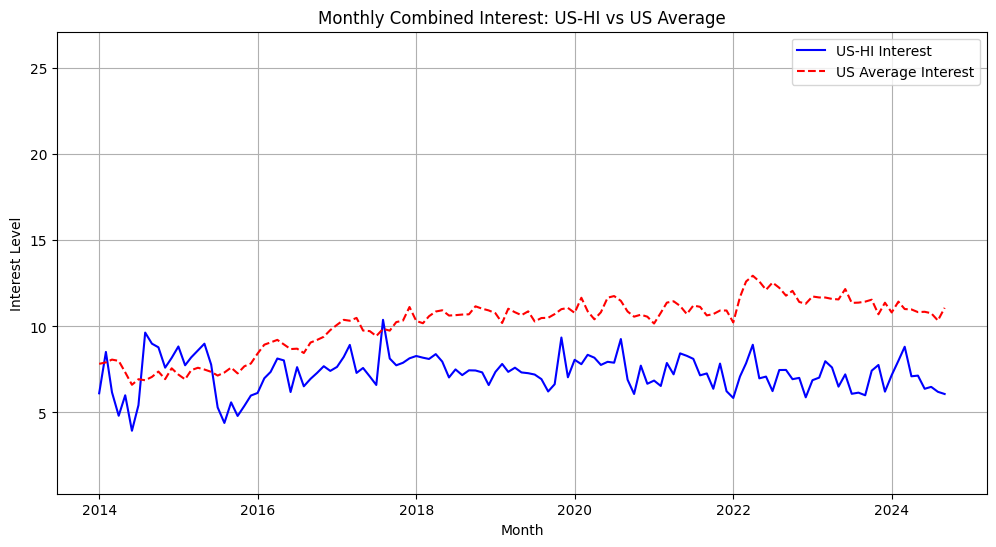 Monthly Combined Interest: US-HI vs US Average
US-HI Interest
US Average Interest
25
20
15
10
5
Interest Level
2014
2016
2018
2020
2022
2024
Month